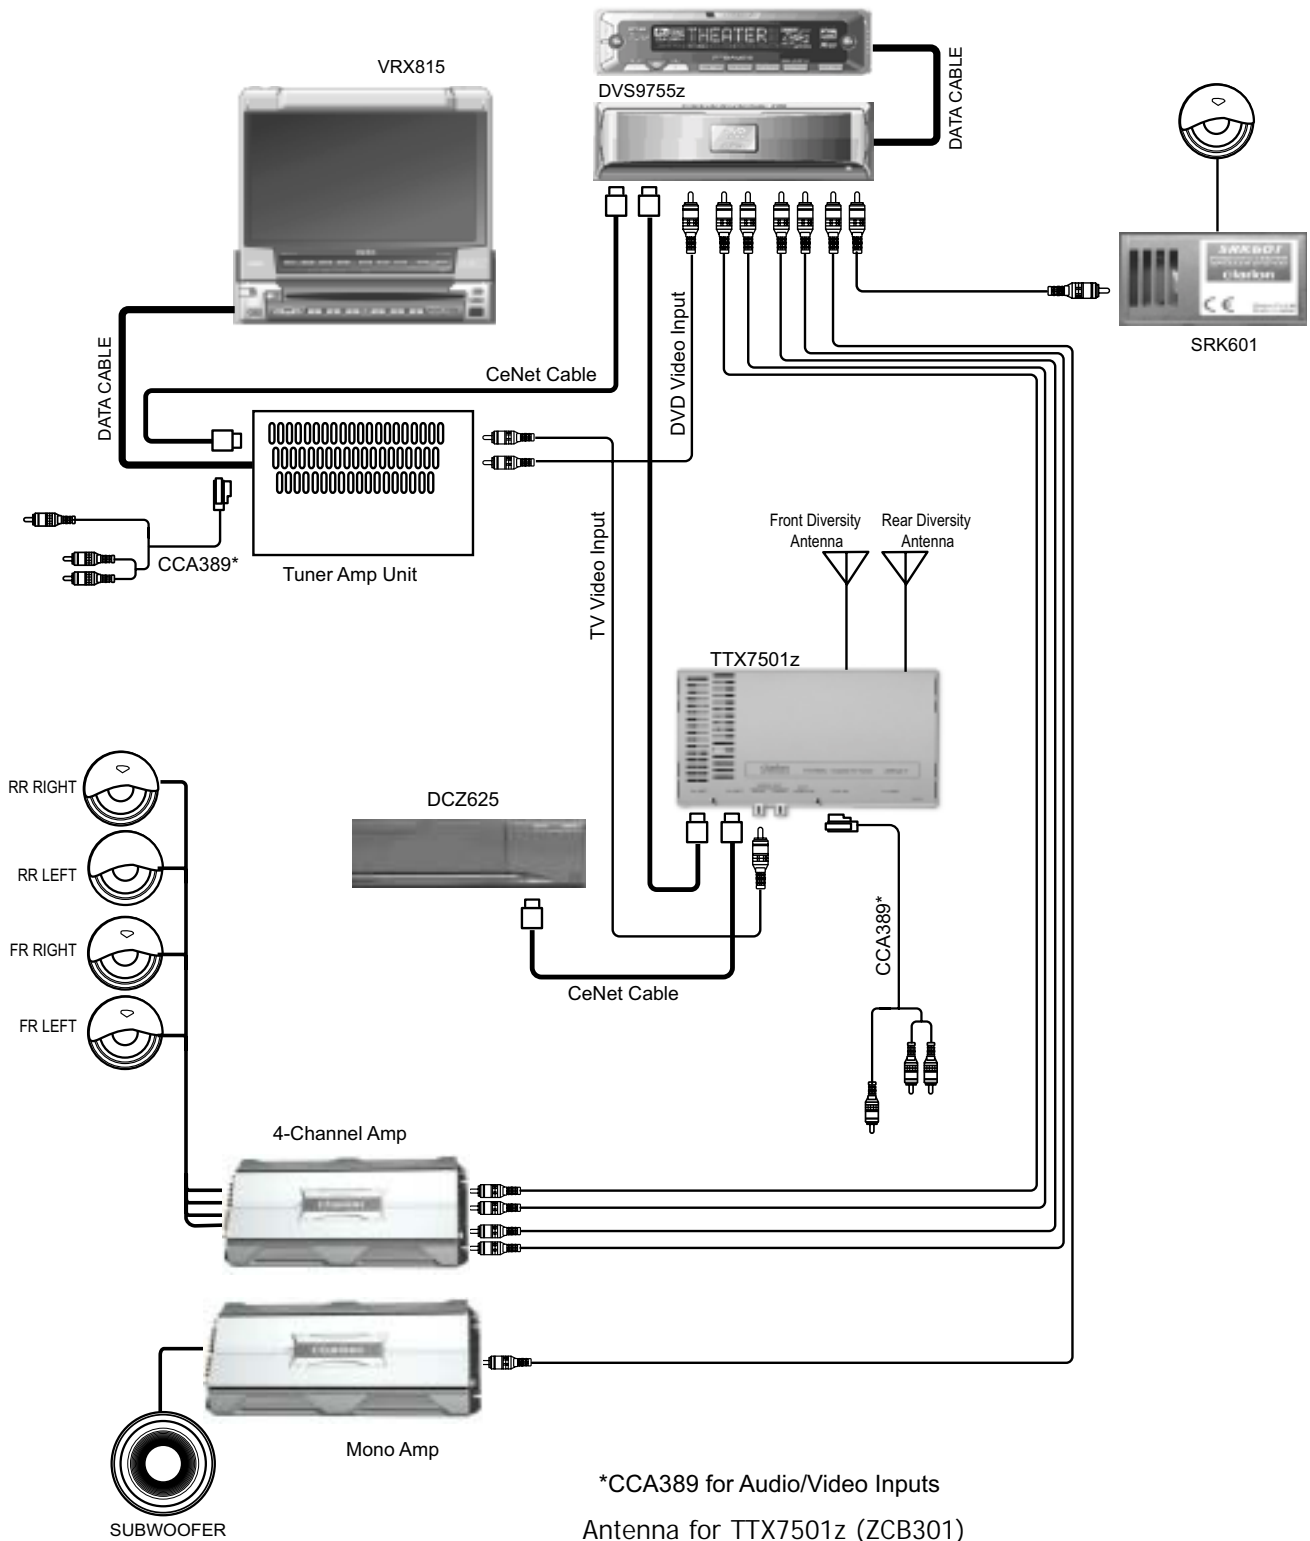 THEATER
VRX815
DVS9755z
DATA CABLE
SRK601
Clarion
SRK601
CeNet Cable
DVD Video Input
DATA CABLE
TV Video Input
Front Diversity
Antenna
Rear Diversity
Antenna
CCA389*
Tuner Amp Unit
TTX7501z
RR RIGHT
DCZ625
RR LEFT
CCA389*
FR RIGHT
CeNet Cable
FR LEFT
4-Channel Amp
Mono Amp
*CCA389 for Audio/Video Inputs
SUBWOOFER
Antenna for TTX7501z (ZCB301)